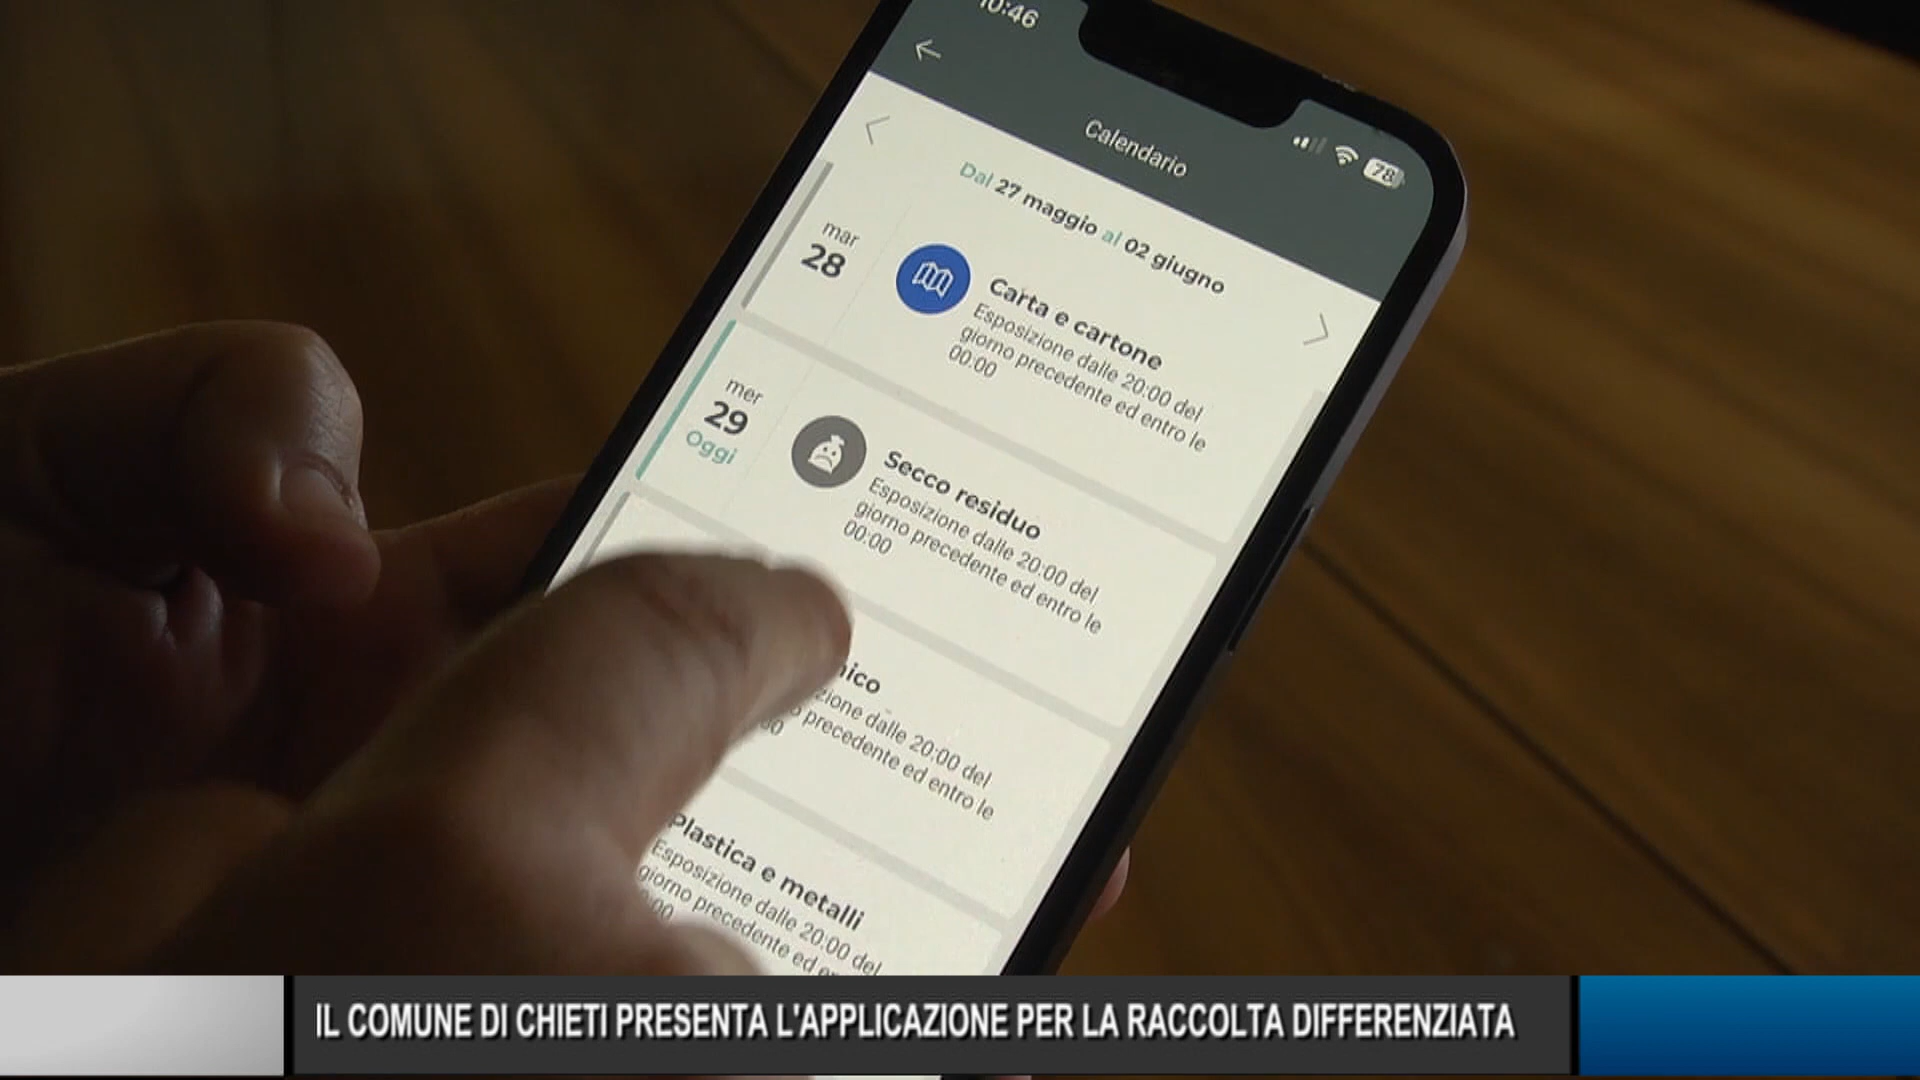 10:46
78
Calendario
Dal 27 maggio al 02 giugno
mar
28
Carta e cartone
Esposizione dalle 20:00 del
giorno precedente ed entro le
00:00
mer
29
Oggi
Secco residuo
Esposizione dalle 20:00 del
giorno precedente ed entro le
00:00
dalle 20:00 del
precedente ed entro le
Plastica e metalli
Esposizione dalle 20:00 del
giorno precedente ed
IL COMUNE DI CHIETI PRESENTA L'APPLICAZIONE PER LA RACCOLTA DIFFERENZIATA